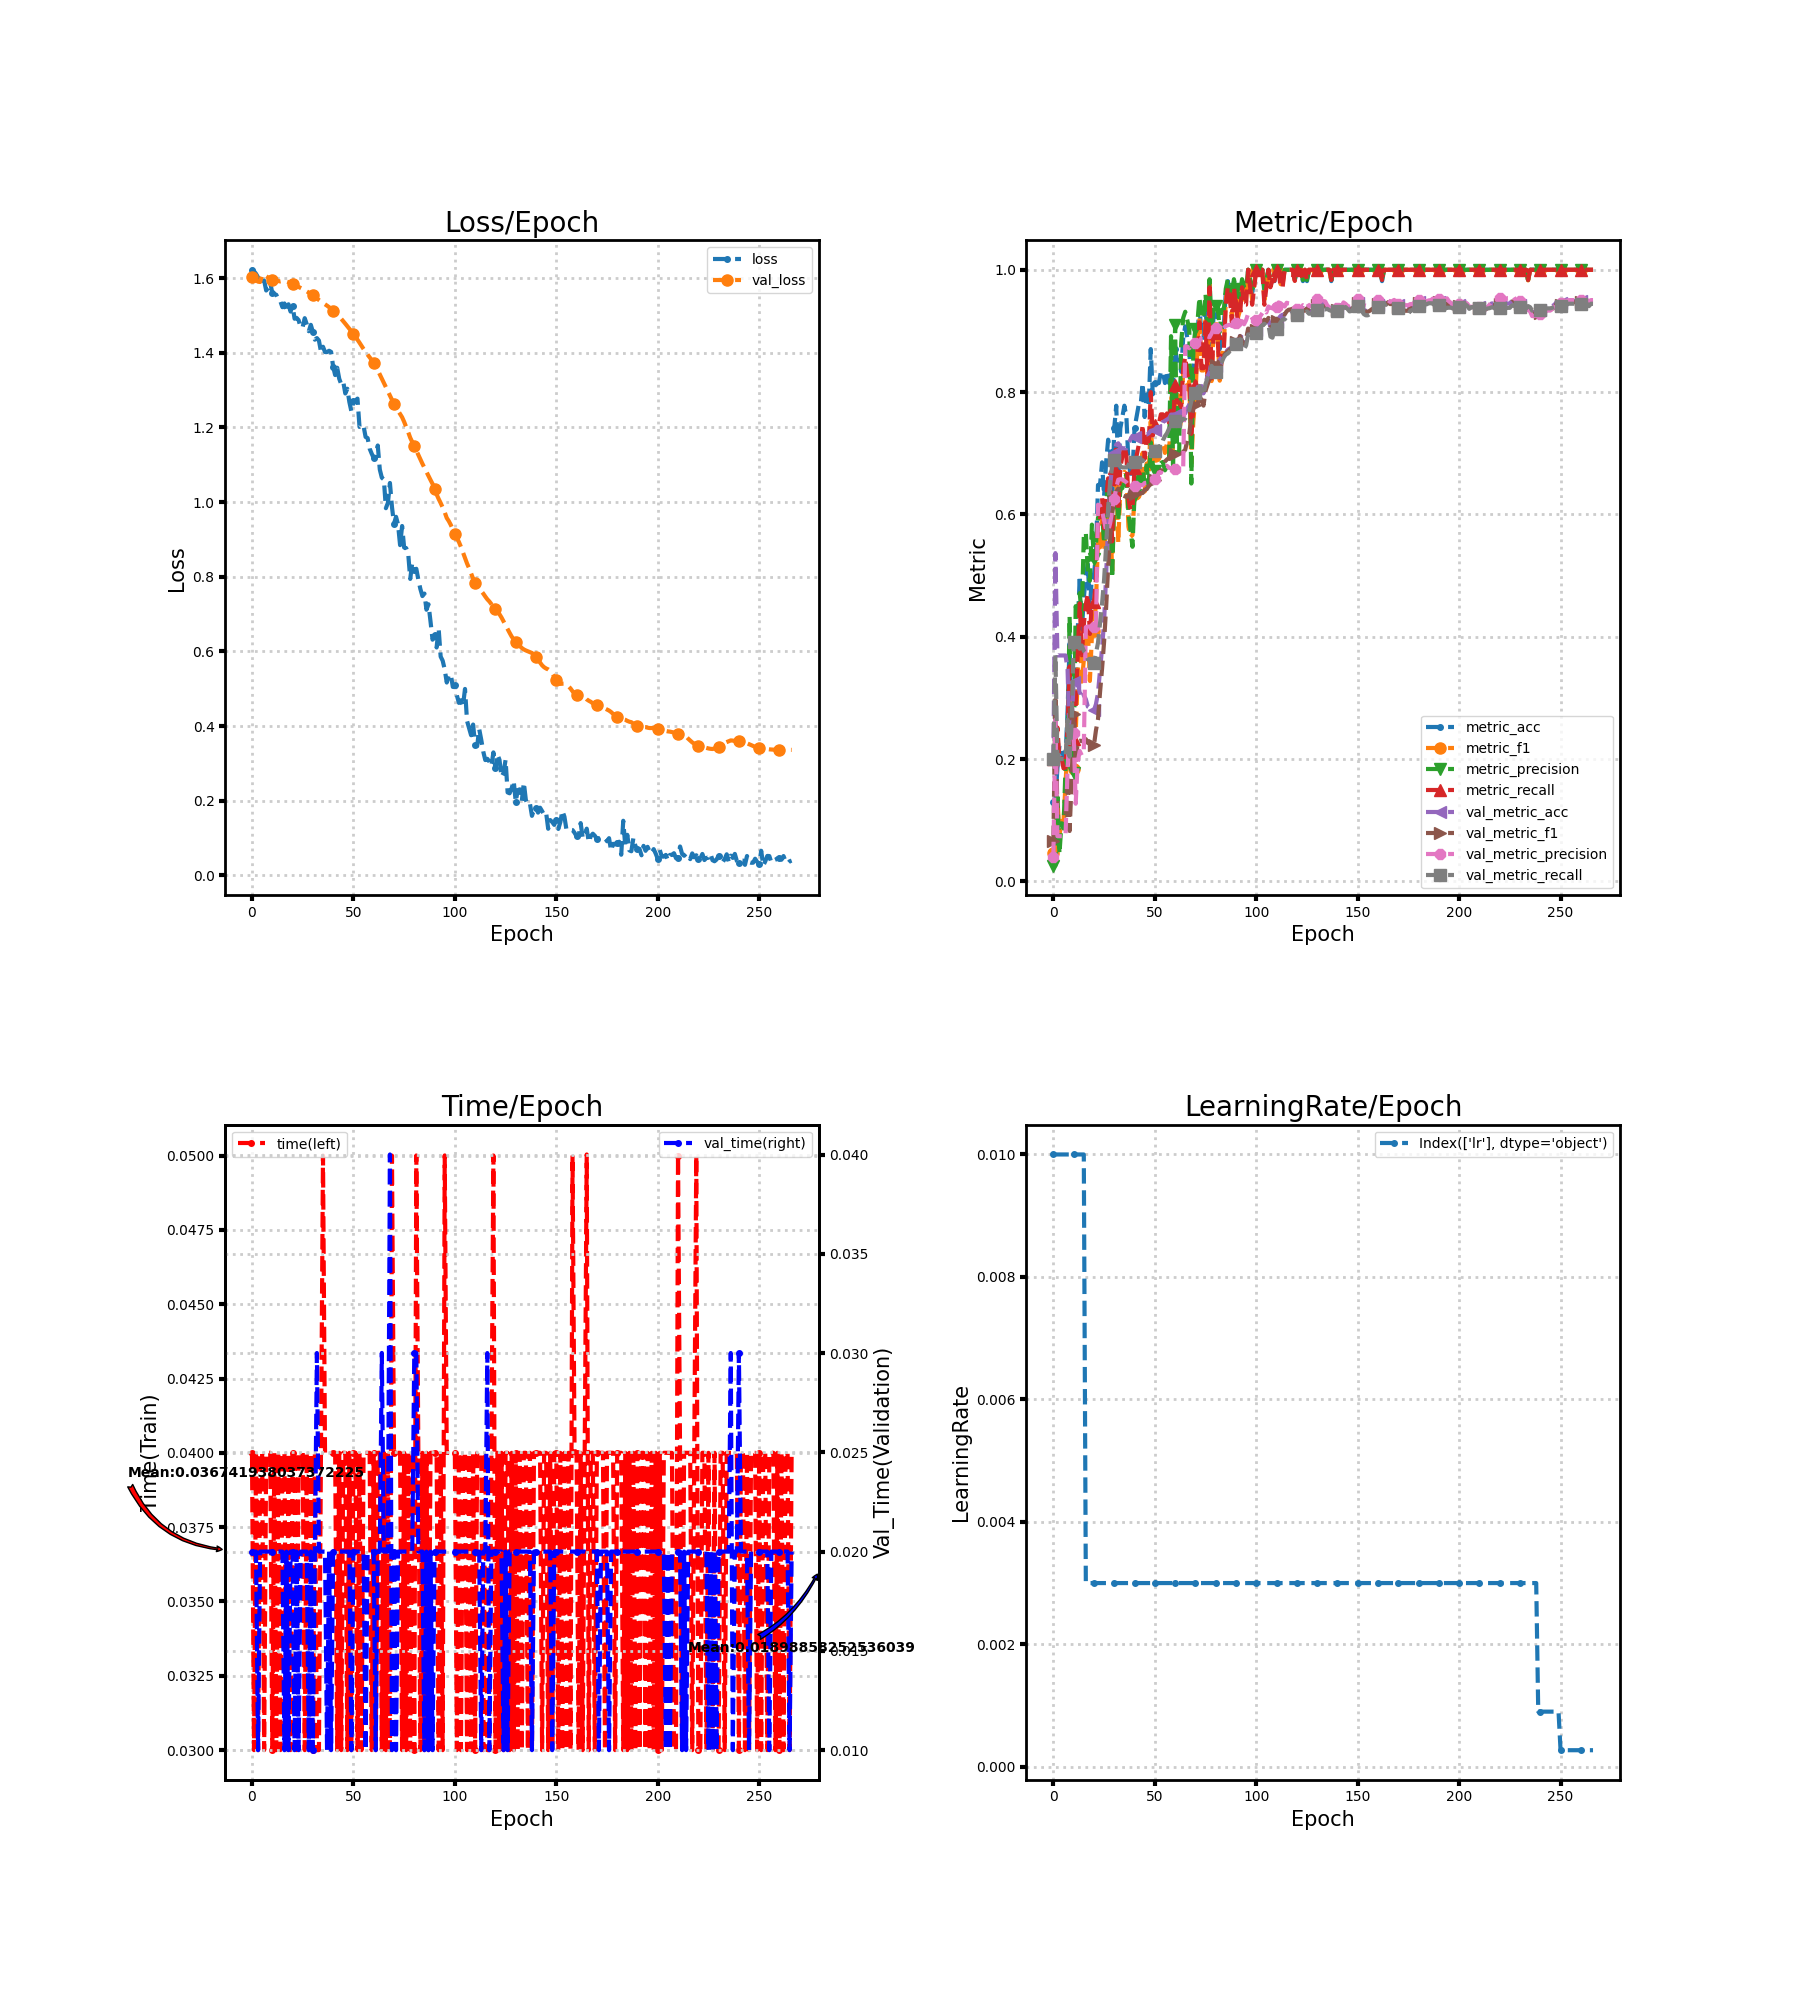 Loss/Epoch
loss
val_loss
1.6
1.4
1.2
1.0
0.8
0.6
0.4
0.2
0.0
Loss
0
50
100
150
200
250
Epoch
Metric/Epoch
1.0
0.8
0.6
0.4
0.2
0.0
Metric
metric_acc
metric_f1
metric_precision
metric_recall
val_metric_acc
val_metric_f1
val_metric_precision
val_metric_recall
0
50
100
150
200
250
Epoch
Time/Epoch
time(left)
val_time(right)
0.0500
0.0475
0.0450
0.0425
0.0400
0.0375
0.0350
0.0325
0.0300
Time(Train)
Mean:0.036741938037372225
0.040
0.035
0.030
0.025
0.020
0.015
0.010
Val_Time(Validation)
0
50
100
150
200
250
Epoch
LearningRate/Epoch
Index(['lr'], dtype='object')
0.010
0.008
0.006
0.004
0.002
0.000
LearningRate
0
50
100
150
200
250
Epoch